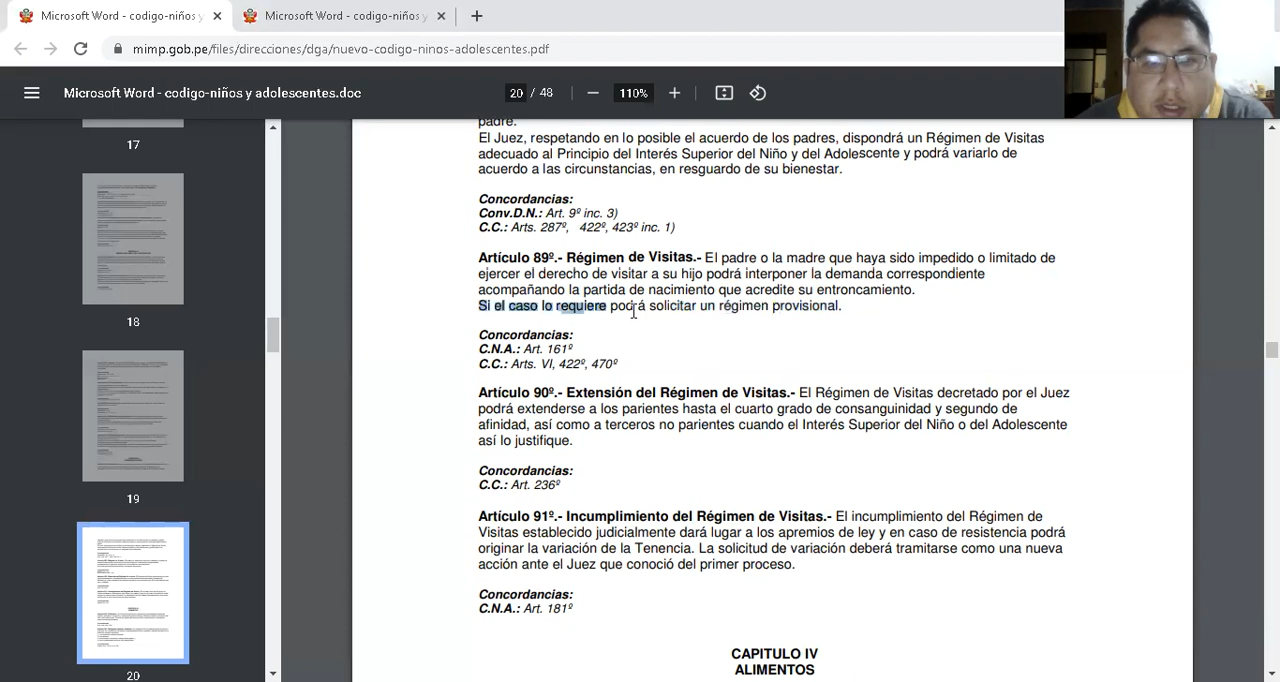 Microsoft Word - codigo-niños y
Microsoft Word - codigo-niños y
mimp.gob.pe/files/direcciones/dga/nuevo-codigo-ninos-adolescentes.pdf
Microsoft Word - codigo-niños y adolescentes.doc
20 / 48
110%
17
18
19
20
padre.
El Juez, respetando en lo posible el acuerdo de los padres, dispondrá un Régimen de Visitas
adecuado al Principio del Interés Superior del Niño y del Adolescente y podrá variarlo de
acuerdo a las circunstancias, en resguardo de su bienestar.
Concordancias:
Conv.D.N.: Art. 9º inc. 3)
C.C.: Arts. 287º, 422º, 423º inc. 1)
Artículo .- Régimen de Visitas.- El padre o la madre que haya sido impedido o limitado de
ejercer el derecho de visitar a su hijo podrá interponer la demanda correspondiente
acompañando la partida de nacimiento que acredite su entroncamiento.
Si el caso lo requiere podrá solicitar un régimen provisional.
Concordancias:
C.N.A.: Art. 161º
C.C.: Arts. VI, 422º, 470º
Artículo .- Extensión del Régimen de Visitas.- El Régimen de Visitas decretado por el Juez
podrá extenderse a los parientes hasta el cuarto grado de consanguinidad y segundo de
afinidad, así como a terceros no parientes cuando el Interés Superior del Niño o del Adolescente
así lo justifique.
Concordancias:
C.C.: Art. 236º
Artículo 91º.- Incumplimiento del Régimen de Visitas.- El incumplimiento del Régimen de
Visitas establecido judicialmente dará lugar a los apremios de ley y en caso de resistencia podrá
originar la variación de la Tenencia. La solicitud de variación deberá tramitarse como una nueva
acción ante el Juez que conoció del primer proceso.
Concordancias:
C.N.A.: Art. 181º
CAPITULO IV
ALIMENTOS